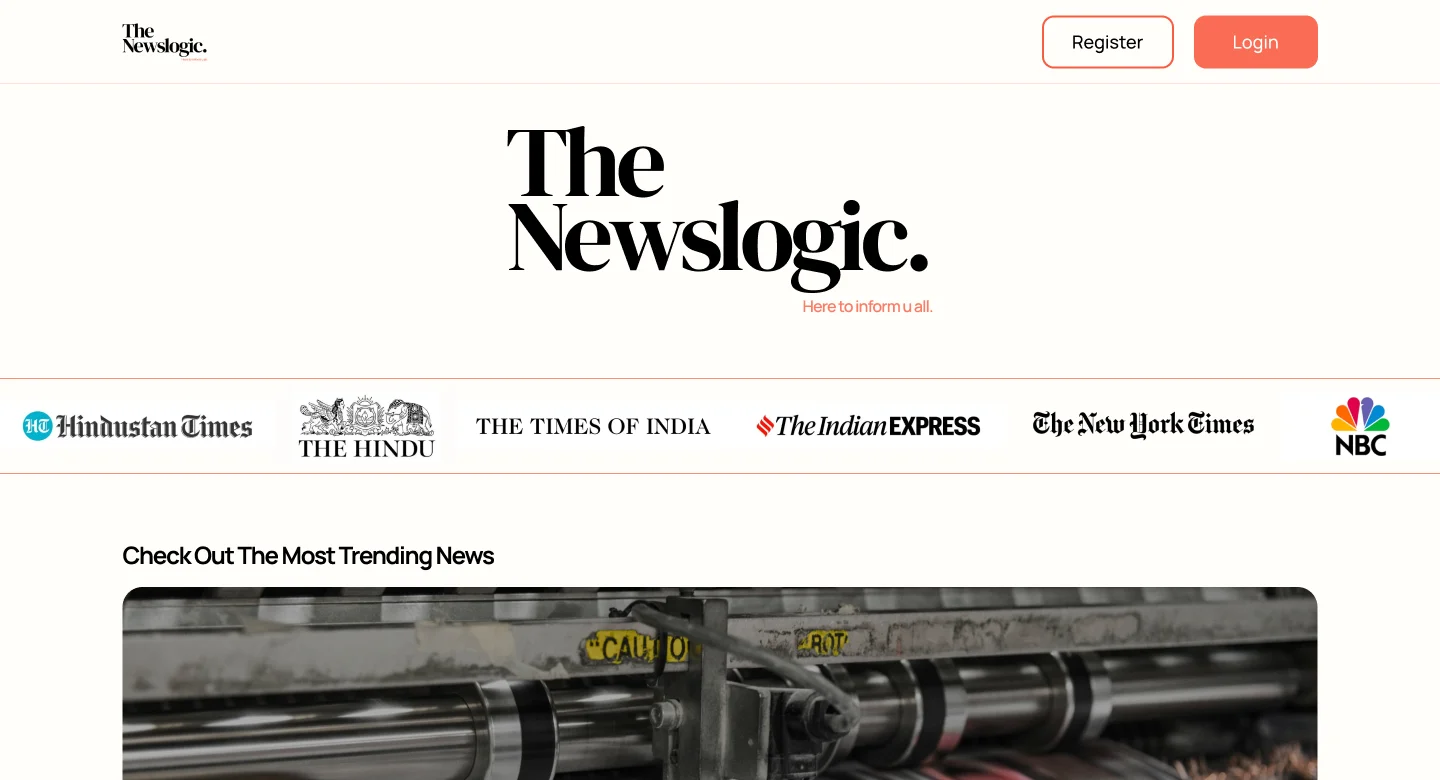 The
Newslogic.
Register
Login
The
Newslogic.
Here to inform u all.
HT Hindustan Times
THE HINDU
THE TIMES OF INDIA
The Indian EXPRESS
The New York Times
NBC
Check Out The Most Trending News
"CAUTIO
ROT